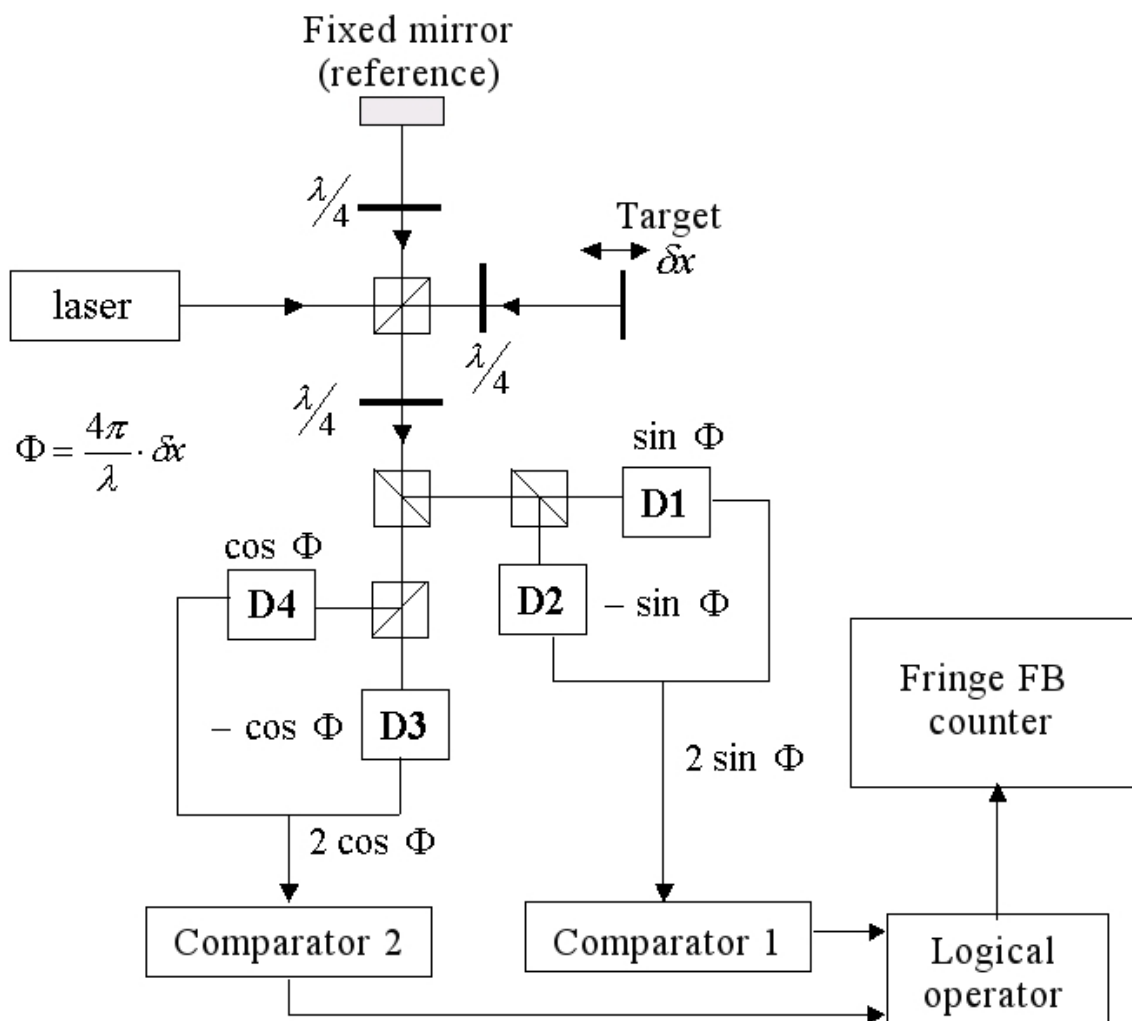 Fixed mirror
(reference)
λ/4
Target
δx
laser
λ/4
λ/4
Φ = 4π/λ · δx
sin Φ
D1
cos Φ
D4
D2
– sin Φ
Fringe FB
counter
– cos Φ
D3
2 sin Φ
2 cos Φ
Comparator 2
Comparator 1
Logical
operator